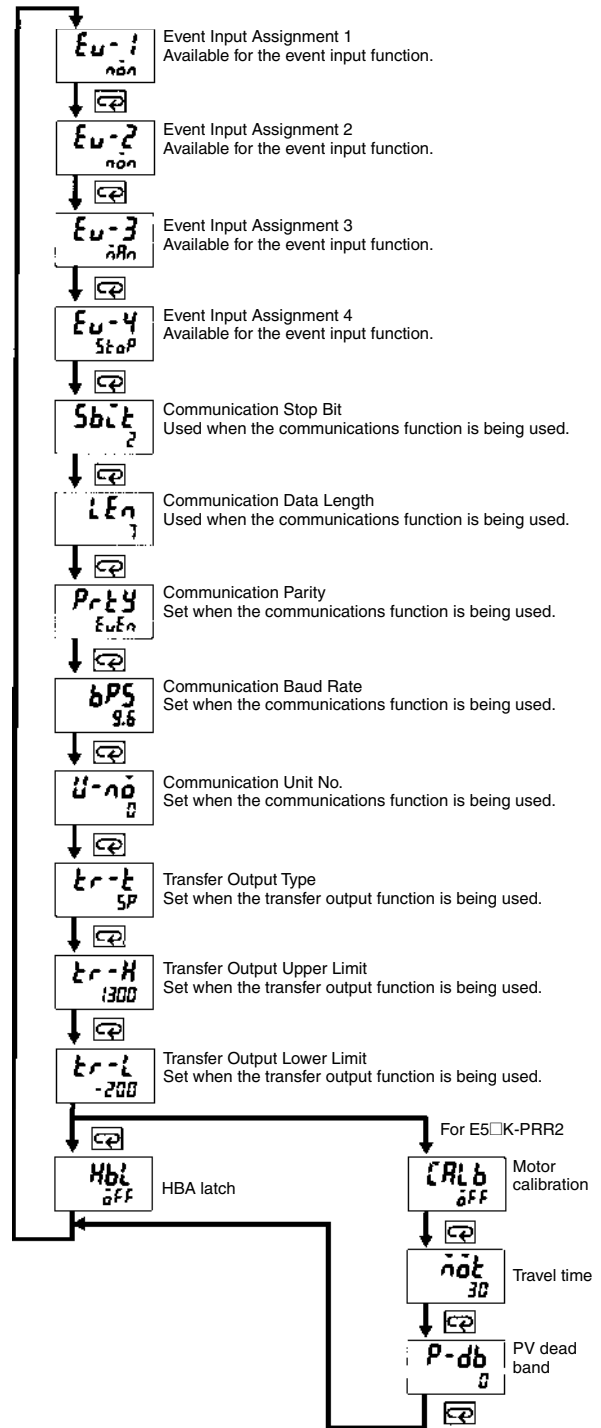 Eu-1
non
Event Input Assignment 1
Available for the event input function.
Eu-2
non
Event Input Assignment 2
Available for the event input function.
Eu-3
mAn
Event Input Assignment 3
Available for the event input function.
Eu-4
StoP
Event Input Assignment 4
Available for the event input function.
Sbit
2
Communication Stop Bit
Used when the communications function is being used.
LEn
7
Communication Data Length
Used when the communications function is being used.
PrtY
EuEn
Communication Parity
Set when the communications function is being used.
bPS
9.6
Communication Baud Rate
Set when the communications function is being used.
U-no
0
Communication Unit No.
Set when the communications function is being used.
tr-t
SP
Transfer Output Type
Set when the transfer output function is being used.
tr-H
1300
Transfer Output Upper Limit
Set when the transfer output function is being used.
tr-L
-200
Transfer Output Lower Limit
Set when the transfer output function is being used.
For E5□K-PRR2
HbL
oFF
HBA latch
CALb
oFF
Motor
calibration
mot
30
Travel time
P-db
0
PV dead
band